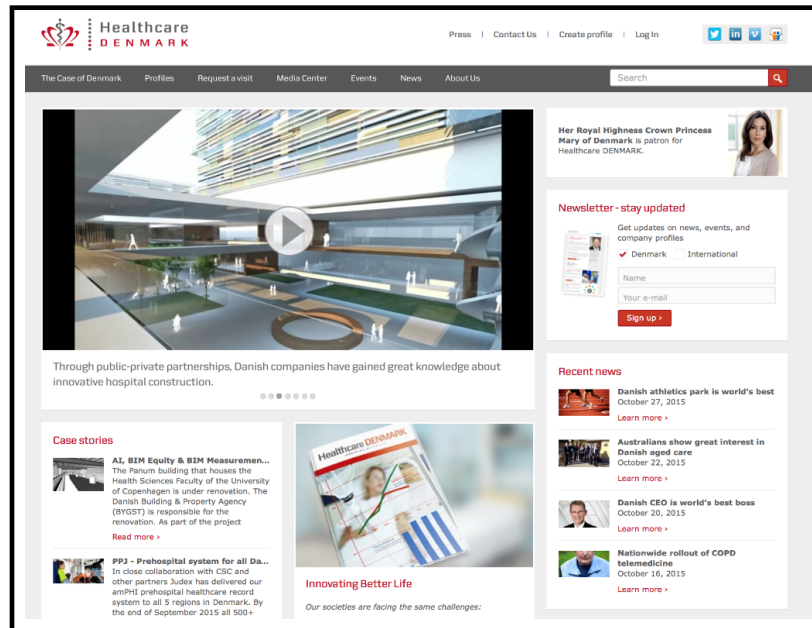 Healthcare
DENMARK
Press | Contact Us | Create profile | Log In
The Case of Denmark Profiles Request a visit Media Center Events News About Us
Search
Through public-private partnerships, Danish companies have gained great knowledge about
innovative hospital construction.
Case stories
AI, BIM Equity & BIM Measuremen...
The Panum building that houses the
Health Sciences Faculty of the University
of Copenhagen is under renovation. The
Danish Building & Property Agency
(BYGST) is responsible for the
renovation. As part of the project
Read more ›
PPJ - Prehospital system for all Da...
In close collaboration with CSC and
other partners Judex has delivered our
amPHI prehospital healthcare record
system to all 5 regions in Denmark. By
the end of September 2015 all 500+
Healthcare DENMARK
Innovating Better Life
Our societies are facing the same challenges:
Her Royal Highness Crown Princess
Mary of Denmark is patron for
Healthcare DENMARK.
Newsletter - stay updated
Get updates on news, events, and
company profiles
Denmark International
Name
Your e-mail
Sign up ›
Recent news
Danish athletics park is world's best
October 27, 2015
Learn more ›
Australians show great interest in
Danish aged care
October 22, 2015
Learn more ›
Danish CEO is world's best boss
October 20, 2015
Learn more ›
Nationwide rollout of COPD
telemedicine
October 16, 2015
Learn more ›